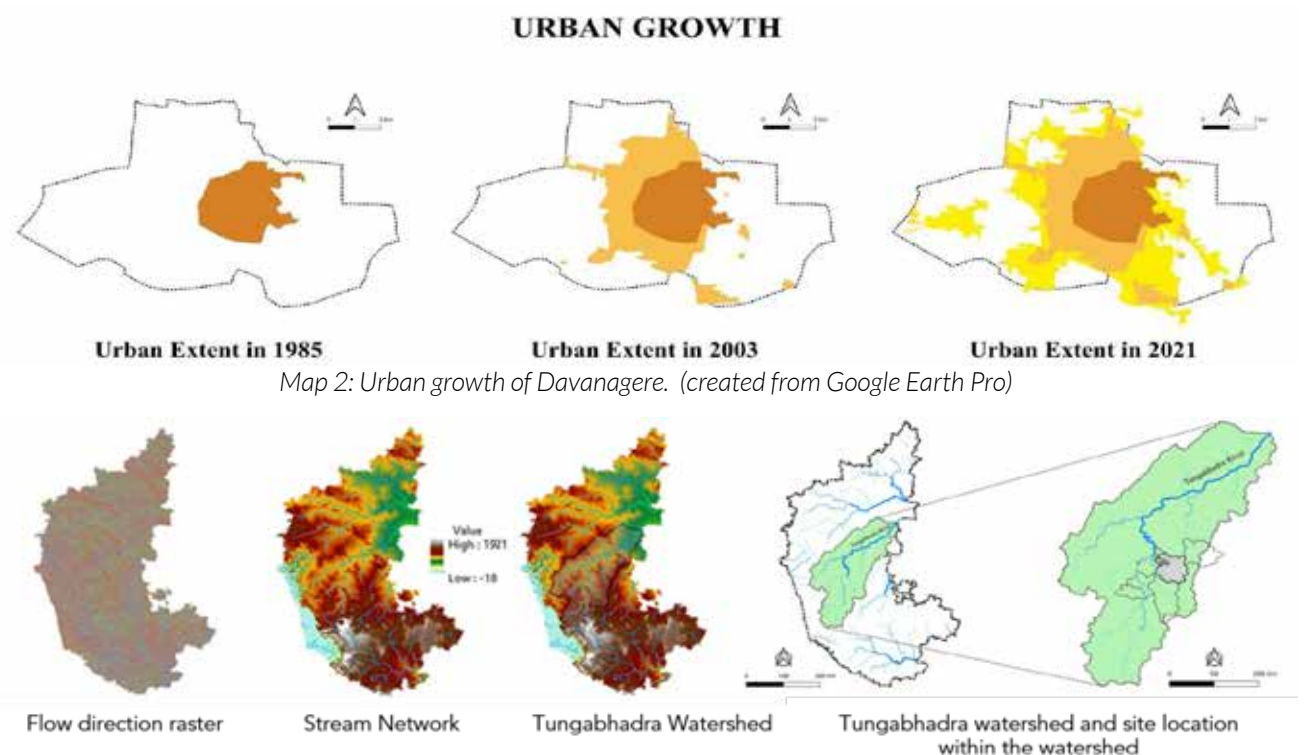 URBAN GROWTH
Urban Extent in 1985
Urban Extent in 2003
Urban Extent in 2021
Map 2: Urban growth of Davanagere. (created from Google Earth Pro)
Value
High : 1921
Low : -18
Tungabhadra River
Flow direction raster
Stream Network
Tungabhadra Watershed
Tungabhadra watershed and site location
within the watershed